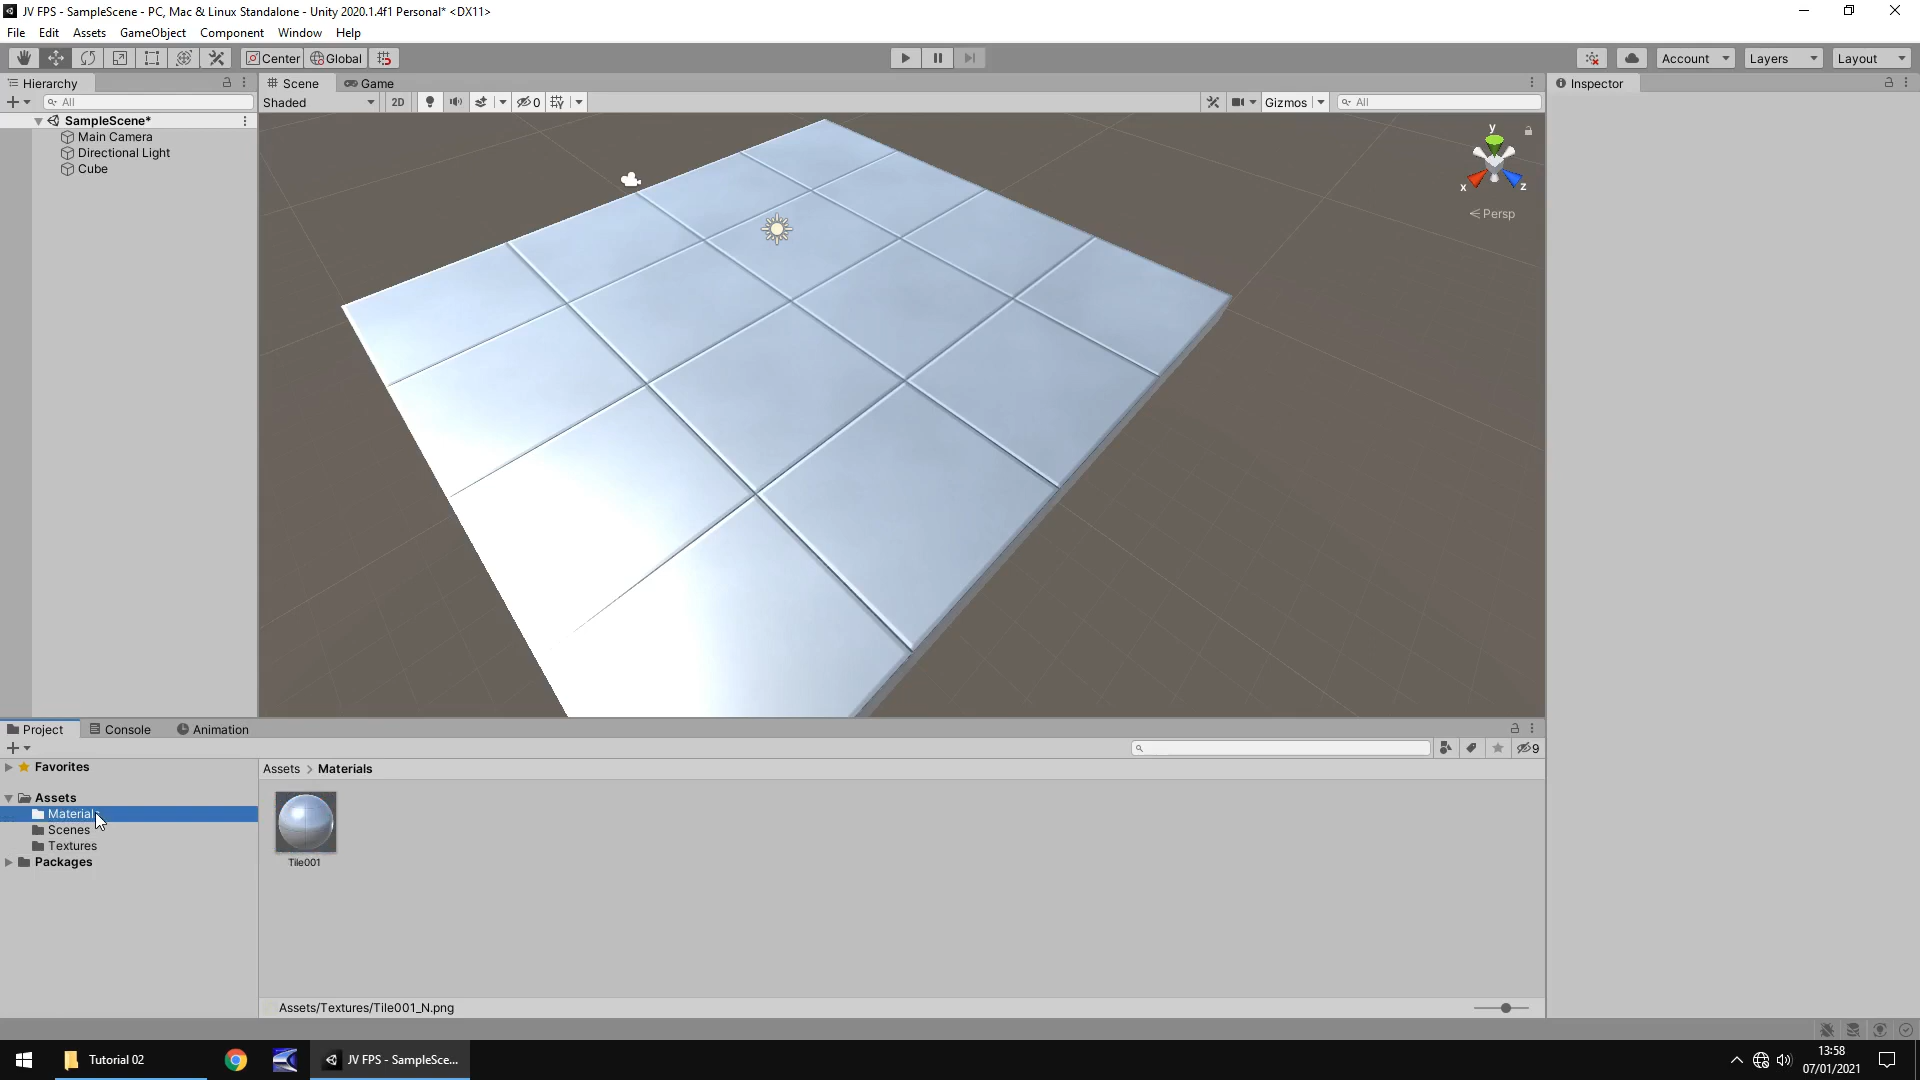 JV FPS - SampleScene - PC, Mac & Linux Standalone - Unity 2020.1.4f1 Personal* <DX11>
File Edit Assets GameObject Component Window Help
Center Global Account Layers Layout
Hierarchy Scene Game Inspector
All Shaded 2D 0 Gizmos All
SampleScene*
Main Camera
Directional Light
Cube
y
x z
Persp
Project Console Animation
9
Favorites
Assets > Materials
Assets
Materials
Scenes
Textures
Packages
Tile001
Assets/Textures/Tile001_N.png
Tutorial 02 JV FPS - SampleSce...
13:58
07/01/2021